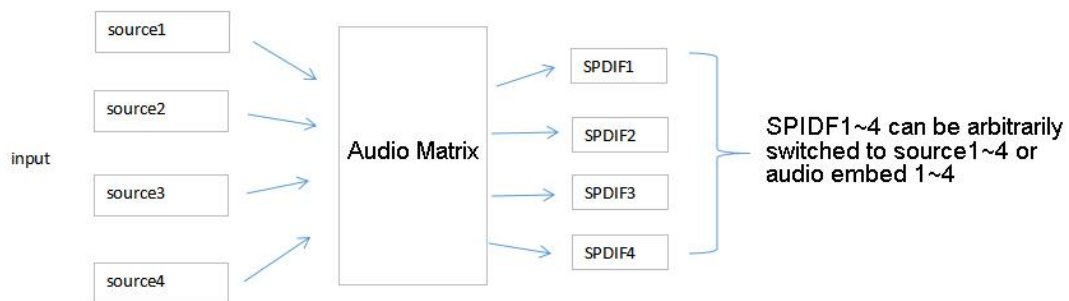 source1
source2
input
source3
source4
Audio Matrix
SPDIF1
SPDIF2
SPDIF3
SPDIF4
SPIDF1~4 can be arbitrarily
switched to source1~4 or
audio embed 1~4